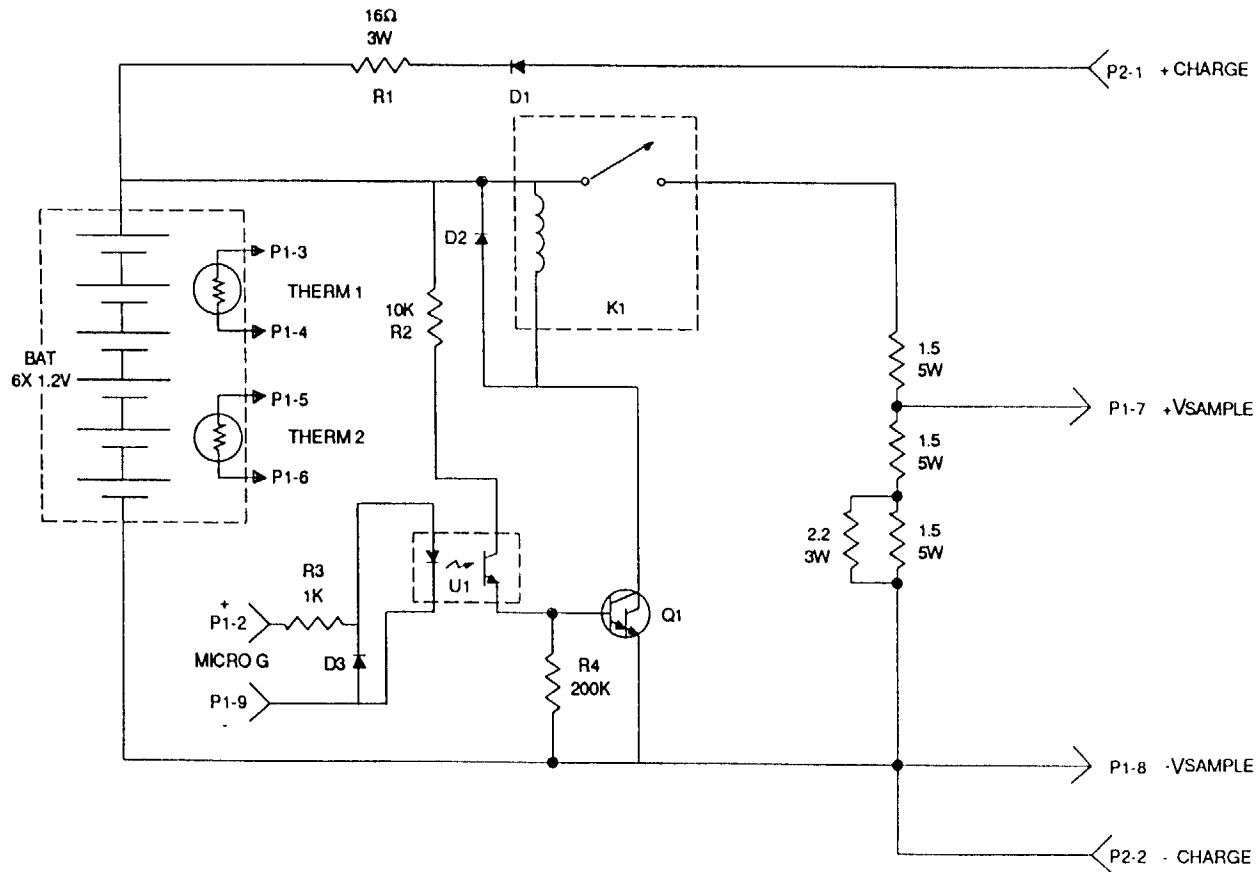 16Ω
3W
R1
D1
P2-1 + CHARGE
D2
K1
P1-3
THERM 1
P1-4
10K
R2
BAT
6X 1.2V
P1-5
THERM 2
P1-6
1.5
5W
P1-7 +VSAMPLE
1.5
5W
2.2
3W
1.5
5W
U1
R3
1K
+
P1-2
MICRO G
D3
P1-9
-
Q1
R4
200K
P1-8 -VSAMPLE
P2-2 - CHARGE